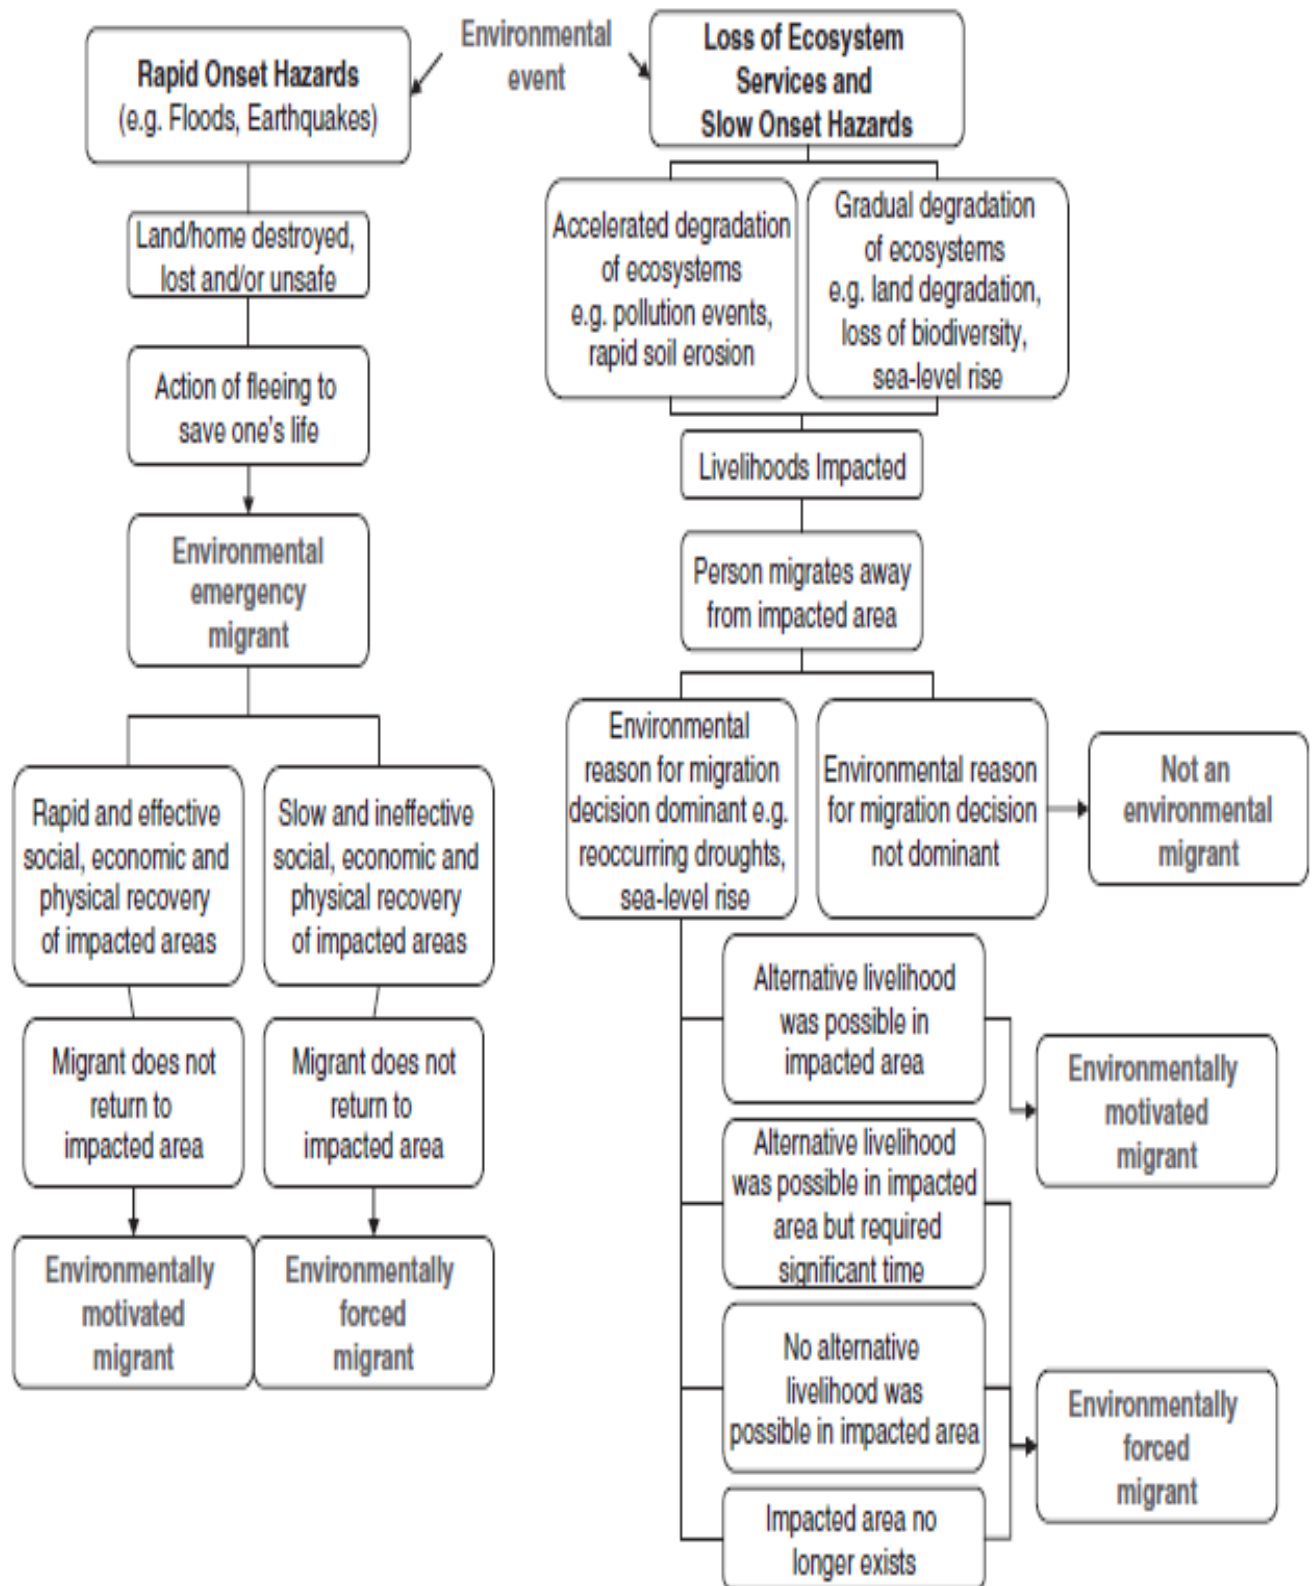 Environmental
event
Rapid Onset Hazards
(e.g. Floods, Earthquakes)
Land/home destroyed,
lost and/or unsafe
Action of fleeing to
save one's life
Environmental
emergency
migrant
Rapid and effective
social, economic and
physical recovery
of impacted areas
Slow and ineffective
social, economic and
physical recovery
of impacted areas
Migrant does not
return to
impacted area
Migrant does not
return to
impacted area
Environmentally
motivated
migrant
Environmentally
forced
migrant
Loss of Ecosystem
Services and
Slow Onset Hazards
Accelerated degradation
of ecosystems
e.g. pollution events,
rapid soil erosion
Gradual degradation
of ecosystems
e.g. land degradation,
loss of biodiversity,
sea-level rise
Livelihoods Impacted
Person migrates away
from impacted area
Environmental
reason for migration
decision dominant e.g.
reoccurring droughts,
sea-level rise
Environmental reason
for migration decision
not dominant
Not an
environmental
migrant
Alternative livelihood
was possible in
impacted area
Environmentally
motivated
migrant
Alternative livelihood
was possible in impacted
area but required
significant time
No alternative
livelihood was
possible in impacted area
Impacted area no
longer exists
Environmentally
forced
migrant